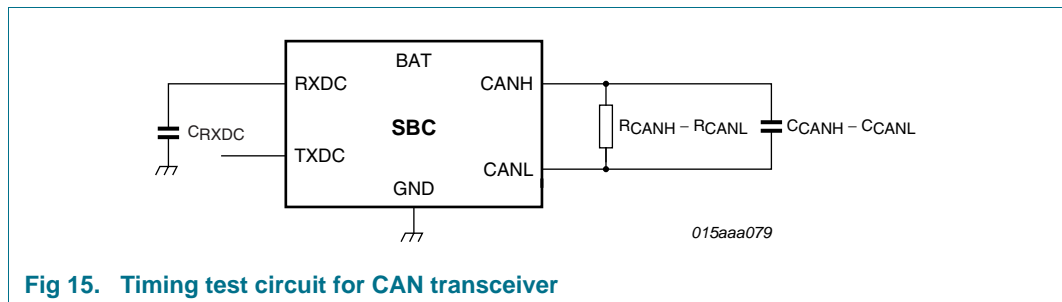 BAT
RXDC
CANH
CRXDC
SBC
RCANH – RCANL
CCANH – CCANL
TXDC
CANL
GND
015aaa079
Fig 15. Timing test circuit for CAN transceiver